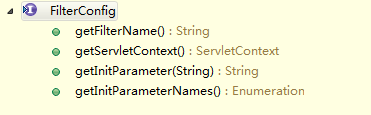 FilterConfig
getFilterName() : String
getServletContext() : ServletContext
getInitParameter(String) : String
getInitParameterNames() : Enumeration